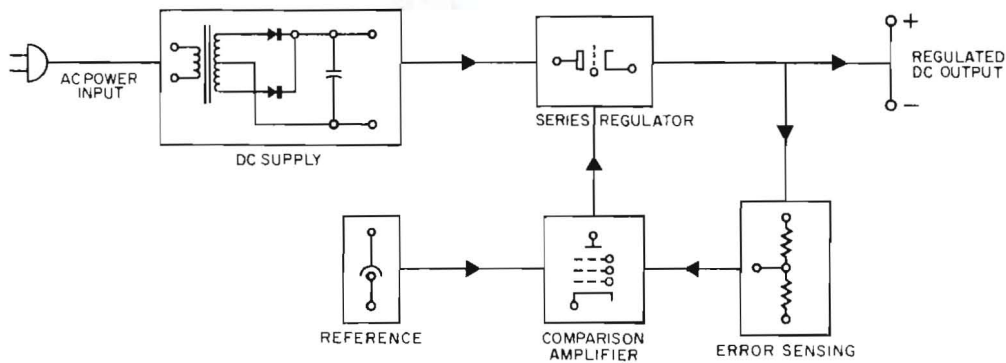 AC POWER
INPUT
DC SUPPLY
SERIES REGULATOR
+
REGULATED
DC OUTPUT
−
REFERENCE
COMPARISON
AMPLIFIER
ERROR SENSING